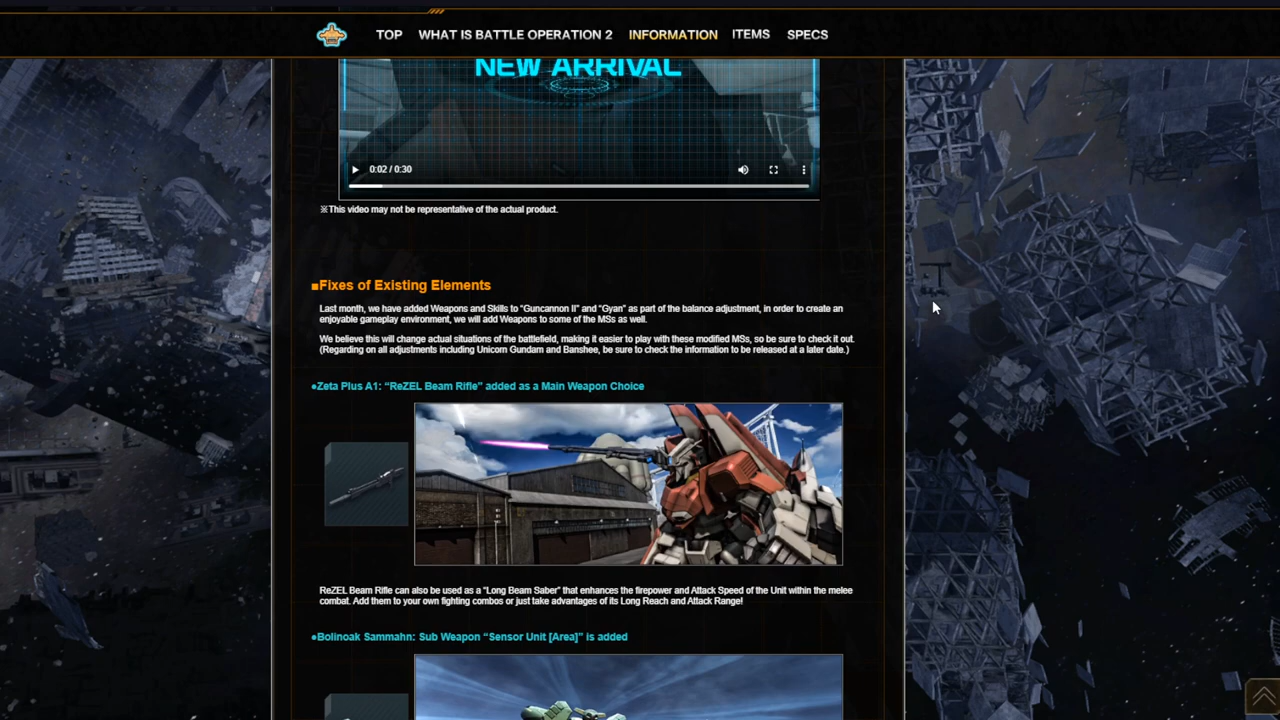 TOP WHAT IS BATTLE OPERATION 2 INFORMATION ITEMS SPECS
NEW ARRIVAL
0:02 / 0:30
※This video may not be representative of the actual product.
■Fixes of Existing Elements
Last month, we have added Weapons and Skills to “Guncannon II” and “Gyan” as part of the balance adjustment, in order to create an
enjoyable gameplay environment, we will add Weapons to some of the MSs as well.
We believe this will change actual situations of the battlefield, making it easier to play with these modified MSs, so be sure to check it out.
(Regarding on all adjustments including Unicorn Gundam and Banshee, be sure to check the information to be released at a later date.)
●Zeta Plus A1: “ReZEL Beam Rifle” added as a Main Weapon Choice
ReZEL Beam Rifle can also be used as a “Long Beam Saber” that enhances the firepower and Attack Speed of the Unit within the melee
combat. Add them to your own fighting combos or just take advantages of its Long Reach and Attack Range!
●Bolinoak Sammahn: Sub Weapon “Sensor Unit [Area]” is added